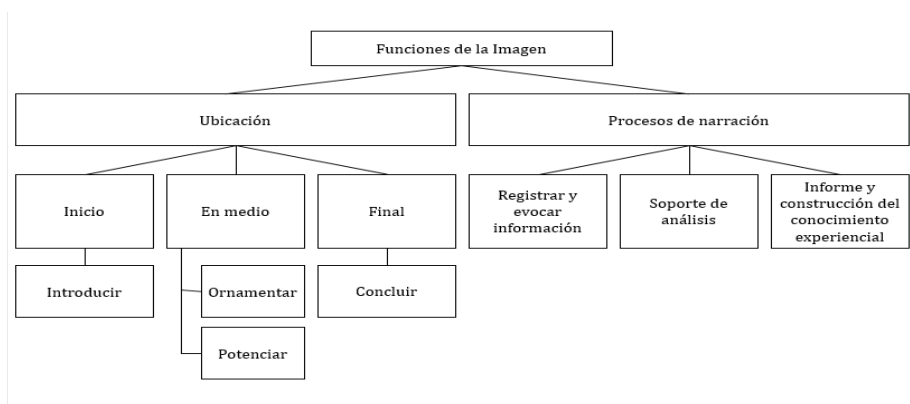 Funciones de la Imagen
Ubicación
Procesos de narración
Inicio
En medio
Final
Registrar y
evocar
información
Soporte de
análisis
Informe y
construcción del
conocimiento
experiencial
Introducir
Ornamentar
Concluir
Potenciar